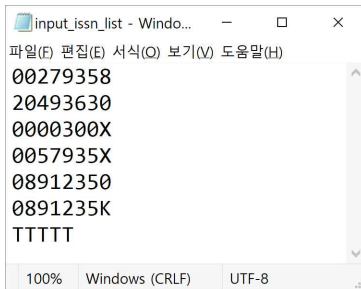 input_issn_list - Windo...
파일(F) 편집(E) 서식(O) 보기(V) 도움말(H)
00279358
20493630
0000300X
0057935X
08912350
0891235K
TTTTT
100% Windows (CRLF) UTF-8